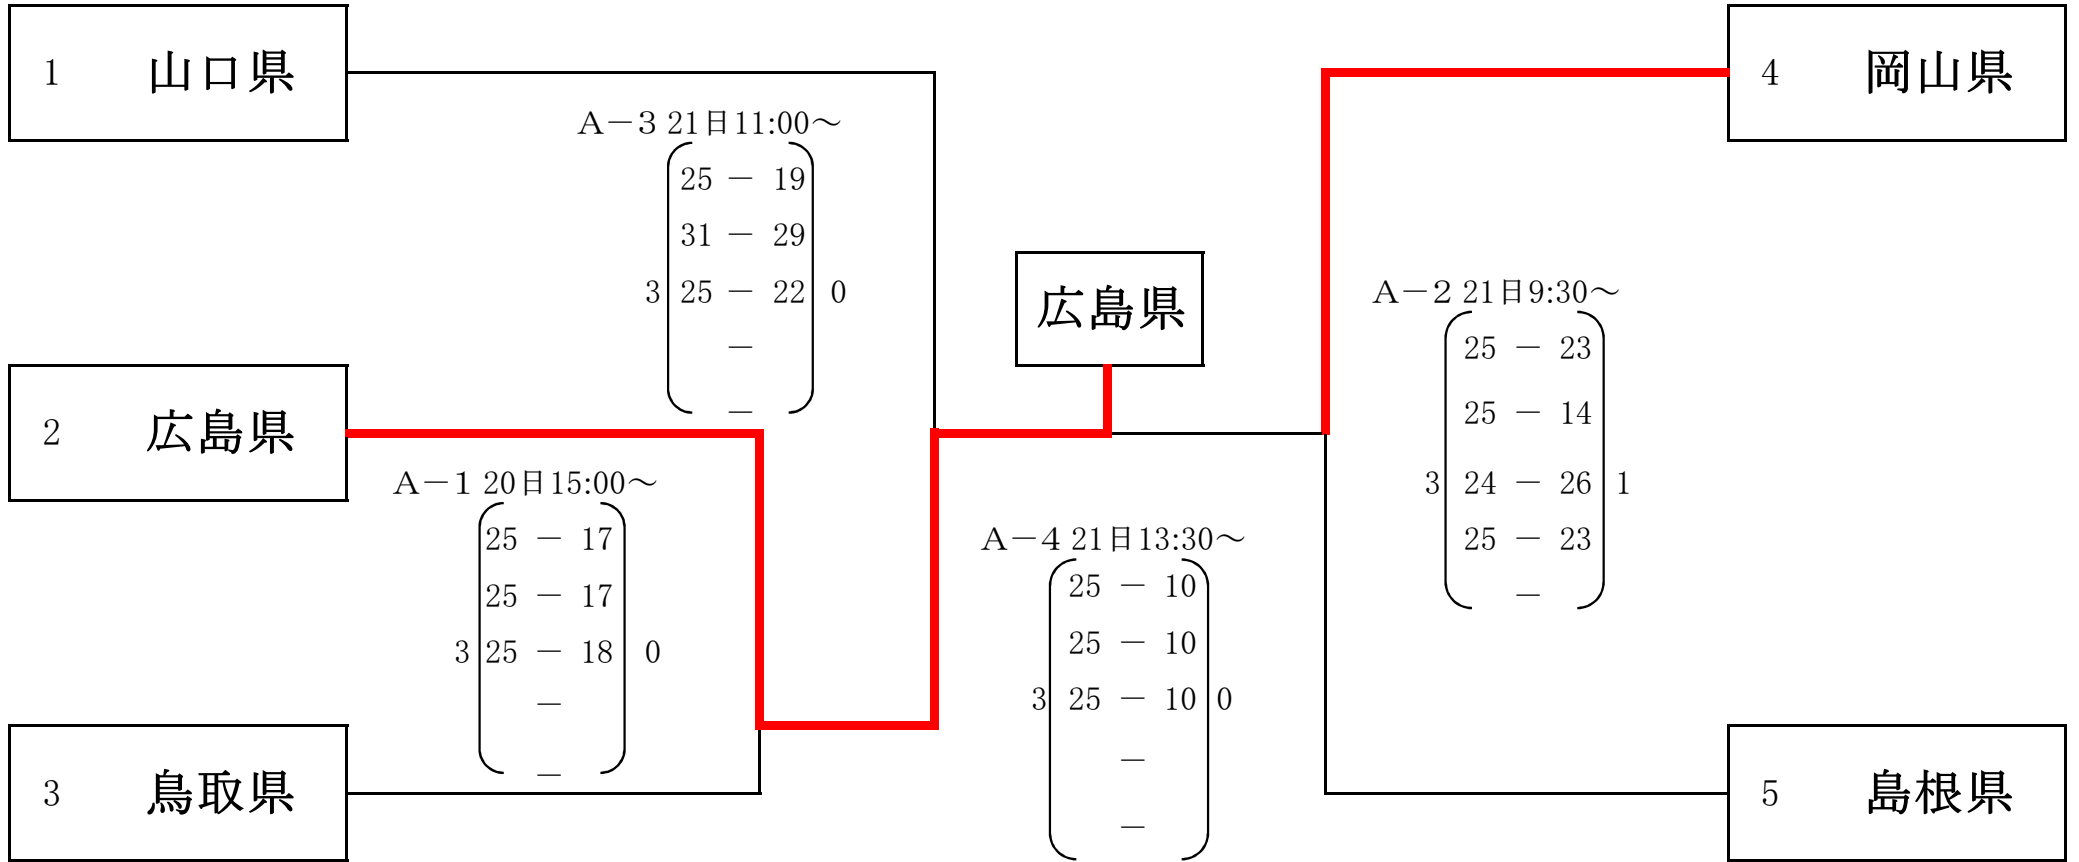 1 山口県
4 岡山県
A－3 21日11:00～
25 － 19
31 － 29
3 25 － 22 0
－
－
広島県
A－2 21日9:30～
25 － 23
25 － 14
3 24 － 26 1
25 － 23
－
2 広島県
A－1 20日15:00～
25 － 17
25 － 17
3 25 － 18 0
－
－
A－4 21日13:30～
25 － 10
25 － 10
3 25 － 10 0
－
－
3 鳥取県
5 島根県